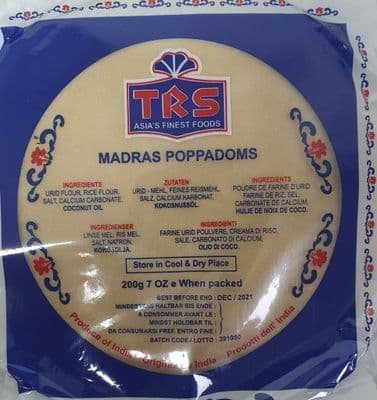 TRS
ASIA'S FINEST FOODS
MADRAS POPPADOMS
INGREDIENTS
URID FLOUR, RICE FLOUR,
SALT, CALCIUM CARBONATE,
COCONUT OIL
ZUTATEN
URID - MEHL, FEINES REISMEHL,
SALZ, CALCIUM KARBONAT,
KOKOSNUSSÖL.
INGREDIENTS
POUDRE DE FARINE D'URID
FARINE DE RIZ, SEL,
CARBONATE DE CALCIUM,
HUILE DE NOIX DE COCO.
INGREDIENSER
LINSE MEL, RIS MEL,
SALT, NATRON,
KOKOSOLJA.
INGREDIENTI
FARINE URID POLVERE, CREAMA DI RISO,
SALE, CARBONATO DI CALCIUM,
OLIO DI COCO.
Store in Cool & Dry Place
200g 7 OZ e When packed
BEST BEFORE END : DEC / 2021
MINDESTENS HALTBAR BIS ENDE :
A CONSOMMER AVANT LE :
MINDST HOLDBAR TIL :
DA CONSUMARSI PREF. ENTRO FINE :
BATCH CODE / LOTTO : 391950
Produce of India Origine India Prodotti dell' india